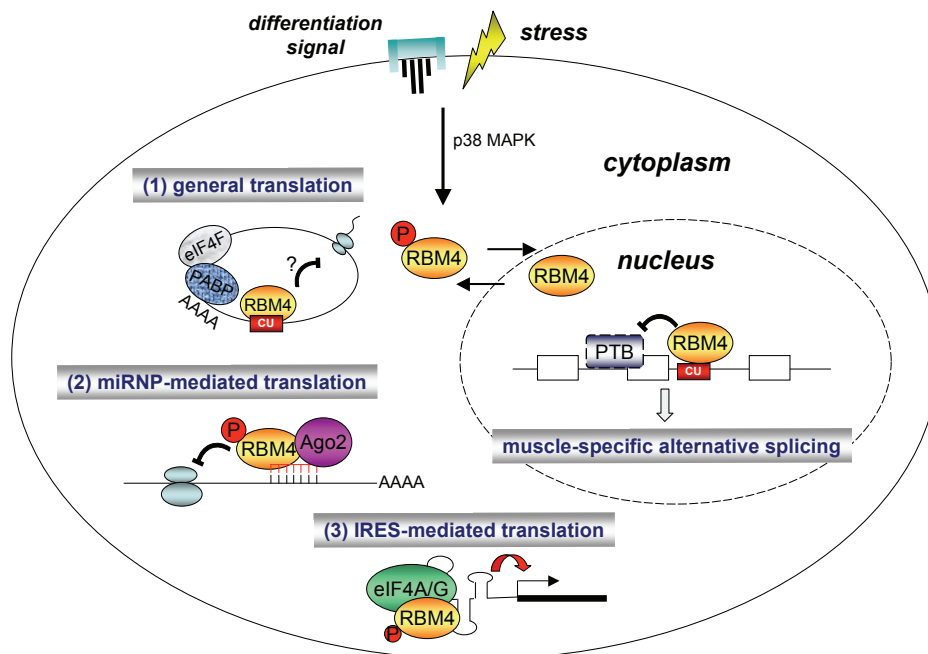 differentiation
signal
stress
p38 MAPK
cytoplasm
(1) general translation
eIF4F
PABP
AAAA
RBM4
CU
?
P
RBM4
RBM4
nucleus
PTB
RBM4
CU
muscle-specific alternative splicing
(2) miRNP-mediated translation
P
RBM4
Ago2
AAAA
(3) IRES-mediated translation
eIF4A/G
RBM4
P